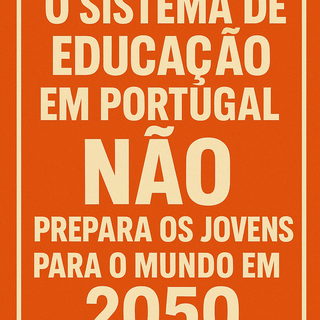 O SISTEMA DE
EDUCAÇÃO
EM PORTUGAL
NÃO
PREPARA OS JOVENS
PARA O MUNDO EM
2050